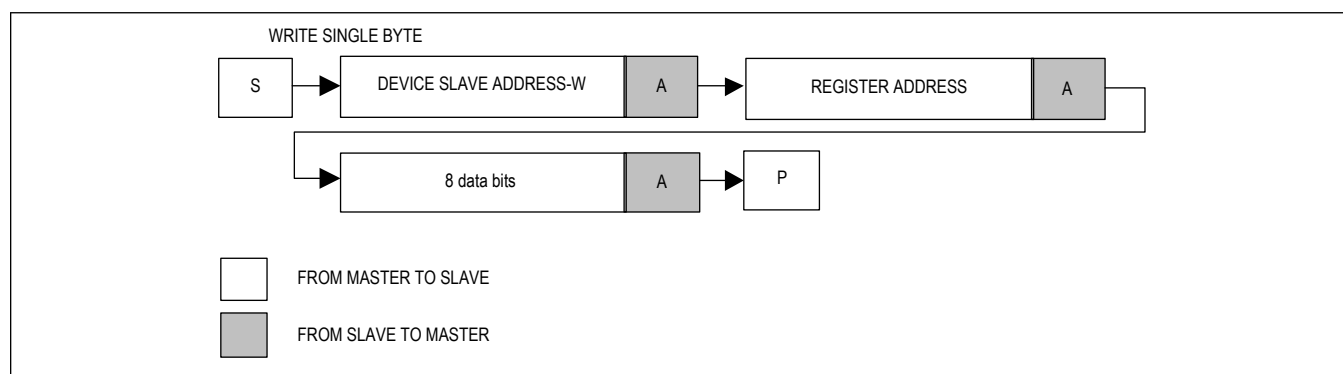 WRITE SINGLE BYTE
S DEVICE SLAVE ADDRESS-W A REGISTER ADDRESS A
8 data bits A P
FROM MASTER TO SLAVE
FROM SLAVE TO MASTER